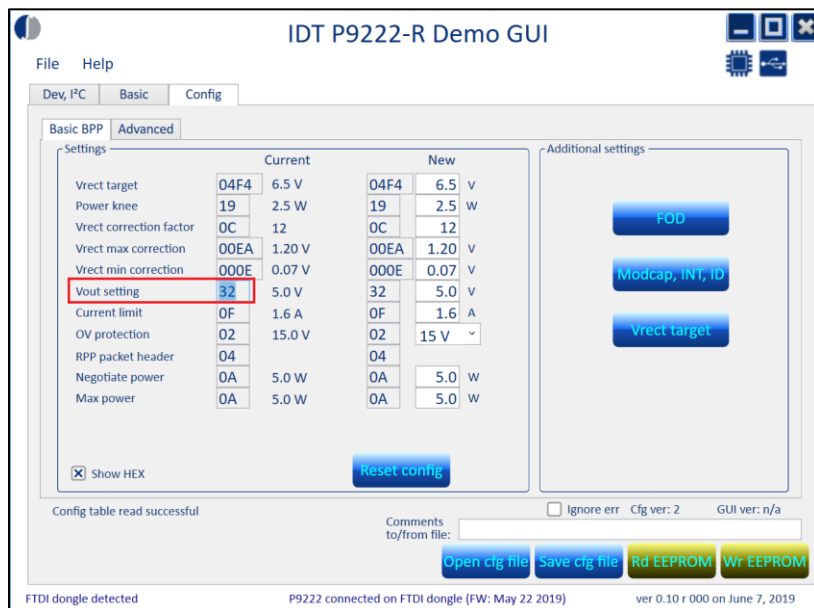 IDT P9222-R Demo GUI
File Help
Dev, I²C Basic Config
Basic BPP Advanced
Settings
Additional settings
Current New
Vrect target 04F4 6.5 V 04F4 6.5 V
Power knee 19 2.5 W 19 2.5 W
Vrect correction factor 0C 12 0C 12
Vrect max correction 00EA 1.20 V 00EA 1.20 V
Vrect min correction 000E 0.07 V 000E 0.07 V
Vout setting 32 5.0 V 32 5.0 V
Current limit 0F 1.6 A 0F 1.6 A
OV protection 02 15.0 V 02 15 V
RPP packet header 04 04
Negotiate power 0A 5.0 W 0A 5.0 W
Max power 0A 5.0 W 0A 5.0 W
Show HEX
Reset config
FOD
Modcap, INT, ID
Vrect target
Config table read successful
Ignore err Cfg ver: 2 GUI ver: n/a
Comments
to/from file:
Open cfg file Save cfg file Rd EEPROM Wr EEPROM
FTDI dongle detected P9222 connected on FTDI dongle (FW: May 22 2019) ver 0.10 r 000 on June 7, 2019